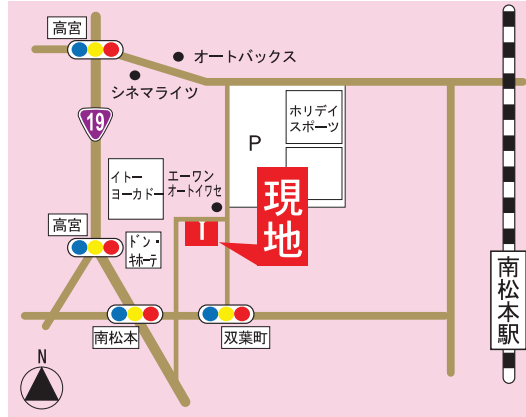 高宮
オートバックス
シネマライツ
19
ホリデイ
スポーツ
P
イトー
ヨーカドー
エーワン
オートイワセ
現地
高宮
ドン・
キホーテ
南松本駅
南松本
双葉町
N